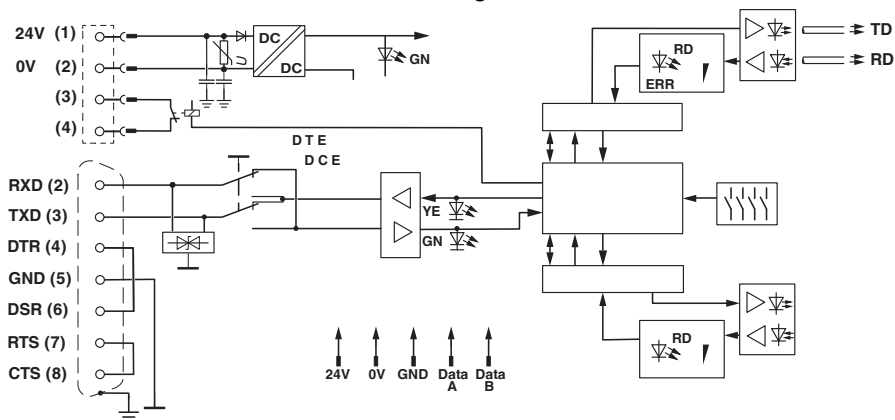 24V (1)
0V (2)
(3)
(4)
DC
DC
U
GN
RD
ERR
TD
RD
DTE
DCE
RXD (2)
TXD (3)
DTR (4)
GND (5)
DSR (6)
RTS (7)
CTS (8)
YE
GN
RD
24V
0V
GND
Data A
Data B